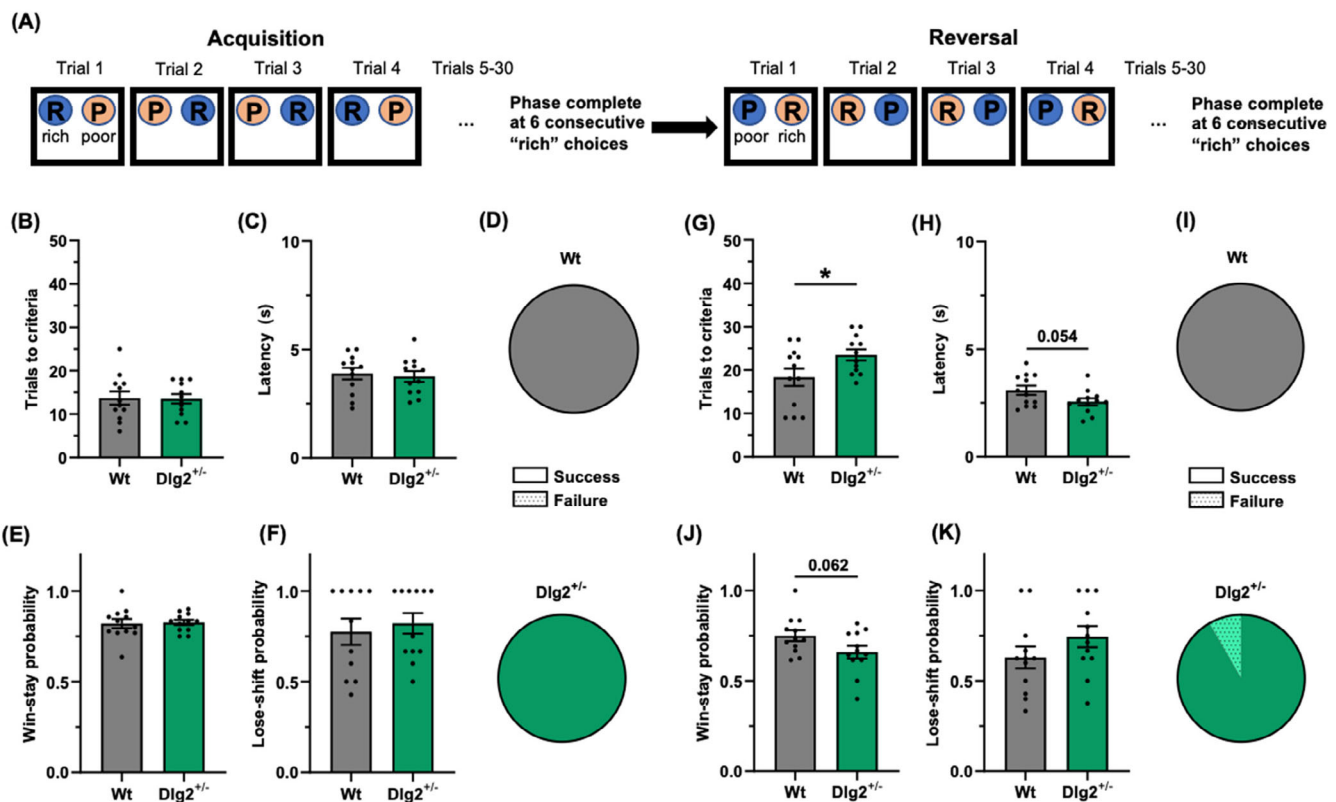 (A)
Acquisition
Reversal
Trial 1 Trial 2 Trial 3 Trial 4 Trials 5-30
Trial 1 Trial 2 Trial 3 Trial 4 Trials 5-30
R P P R P R R P
rich poor
...
Phase complete
at 6 consecutive
"rich" choices
P R R P R P P R
poor rich
...
Phase complete
at 6 consecutive
"rich" choices
(B)
Trials to criteria
50
40
30
20
10
0
Wt Dlg2+/-
(C)
Latency (s)
10
5
0
Wt Dlg2+/-
(D)
Wt
Success
Failure
Dlg2+/-
(G)
Trials to criteria
50
40
30
20
10
0
*
Wt Dlg2+/-
(H)
Latency (s)
10
5
0
0.054
Wt Dlg2+/-
(I)
Wt
Success
Failure
Dlg2+/-
(E)
Win-stay probability
1.0
0.5
0.0
Wt Dlg2+/-
(F)
Lose-shift probability
1.0
0.5
0.0
Wt Dlg2+/-
(J)
Win-stay probability
1.0
0.5
0.0
0.062
Wt Dlg2+/-
(K)
Lose-shift probability
1.0
0.5
0.0
Wt Dlg2+/-